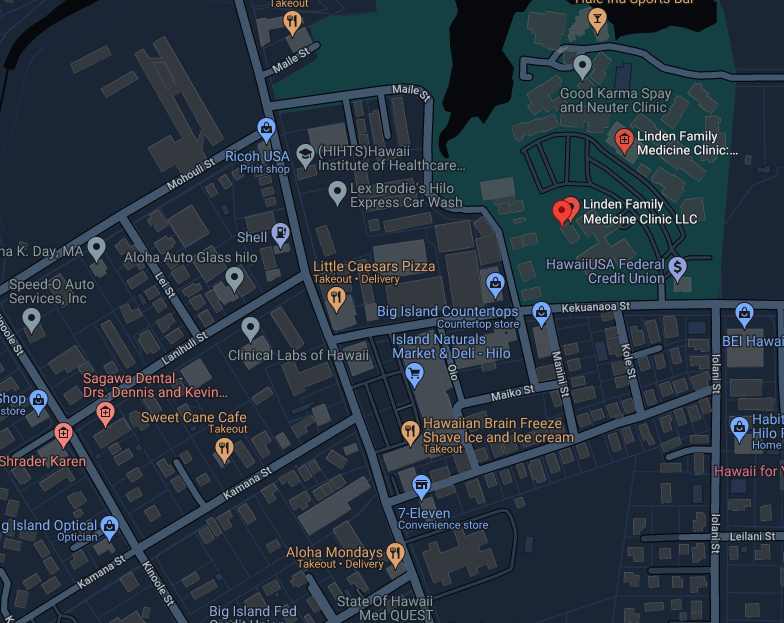 Takeout
Hale Inu Sports Bar
Maile St
Good Karma Spay
and Neuter Clinic
Maile St
Linden Family
Medicine Clinic:...
Ricoh USA
Print shop
(HIHTS)Hawaii
Institute of Healthcare...
Mohouli St
Lex Brodie's Hilo
Express Car Wash
Linden Family
Medicine Clinic LLC
Shell
na K. Day, MA
Aloha Auto Glass hilo
Little Caesars Pizza
Takeout • Delivery
HawaiiUSA Federal
Credit Union
Speed-O Auto
Services, Inc
Lei St
Kinoole St
Big Island Countertops
Countertop store
Kekuanaoa St
Lanihuli St
Clinical Labs of Hawaii
Island Naturals
Market & Deli - Hilo
BEI Hawai
Olo
Manini St
Kole St
Iolani St
Sagawa Dental -
Drs. Dennis and Kevin...
Shop
store
Maiko St
Sweet Cane Cafe
Takeout
Hawaiian Brain Freeze
Shave Ice and Ice cream
Takeout
Habit
Hilo R
Home
Shrader Karen
Hawaii for Y
Kamana St
7-Eleven
Convenience store
g Island Optical
Optician
Iolani St
Leilani St
Aloha Mondays
Takeout • Delivery
Kamana St
Kinoole St
State Of Hawaii
Med QUEST
Big Island Fed
Credit Union